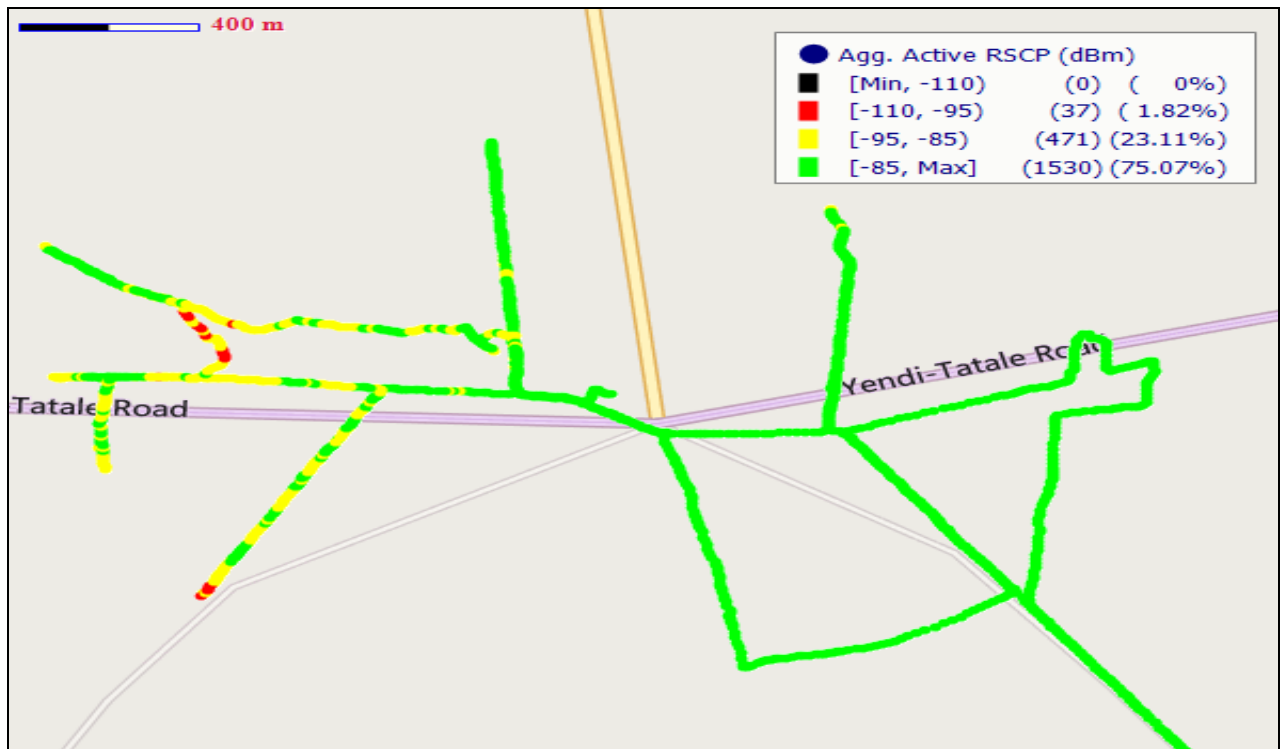 400 m
Agg. Active RSCP (dBm)
[Min, -110) (0) ( 0%)
[-110, -95) (37) ( 1.82%)
[-95, -85) (471) (23.11%)
[-85, Max] (1530) (75.07%)
Yendi-Tatale Road
Tatale Road